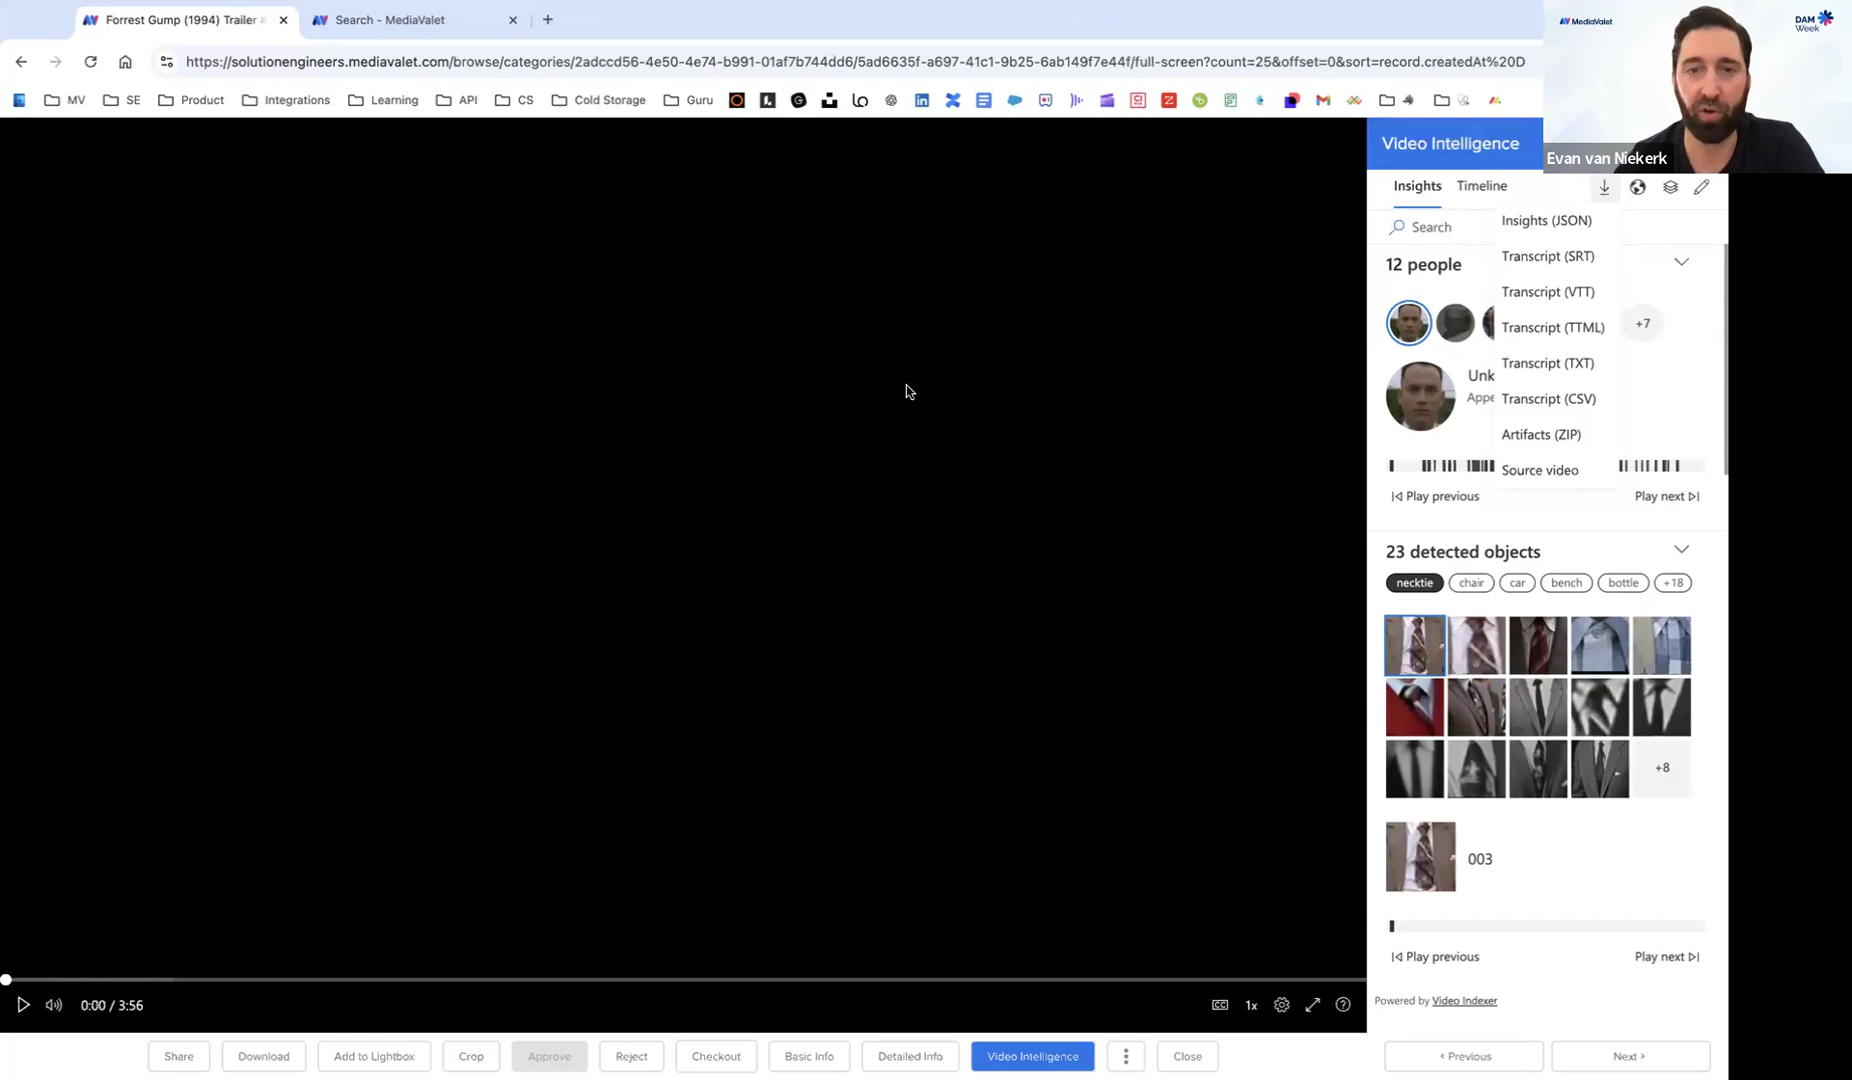 Forrest Gump (1994) Trailer
Search - MediaValet
https://solutionengineers.mediavalet.com/browse/categories/2adccd56-4e50-4e74-b991-01af7b744dd6/5ad6635f-a697-41c1-9b25-6ab149f7e44f/full-screen?count=25&offset=0&sort=record.createdAt%20D
MV
SE
Product
Integrations
Learning
API
CS
Cold Storage
Guru
MediaValet
DAM
Week
Evan van Niekerk
Video Intelligence
Insights
Timeline
Search
Insights (JSON)
Transcript (SRT)
Transcript (VTT)
Transcript (TTML)
Transcript (TXT)
Transcript (CSV)
Artifacts (ZIP)
Source video
12 people
+7
Unk
Appe
Play previous
Play next
23 detected objects
necktie
chair
car
bench
bottle
+18
+8
003
Play previous
Play next
Powered by Video Indexer
0:00 / 3:56
CC
1x
Share
Download
Add to Lightbox
Crop
Approve
Reject
Checkout
Basic Info
Detailed Info
Video Intelligence
Close
‹ Previous
Next ›